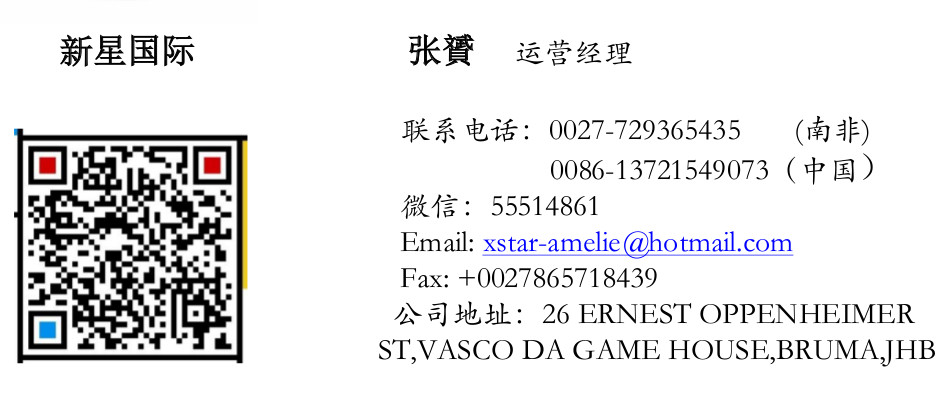 新星国际
张赟 运营经理
联系电话：0027-729365435 (南非)
0086-13721549073（中国）
微信：55514861
Email: xstar-amelie@hotmail.com
Fax: +0027865718439
公司地址：26 ERNEST OPPENHEIMER
ST,VASCO DA GAME HOUSE,BRUMA,JHB